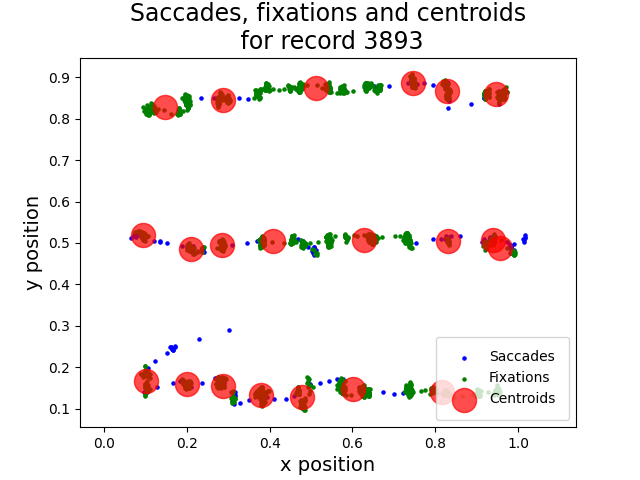 Saccades, fixations and centroids
for record 3893
y position
0.9
0.8
0.7
0.6
0.5
0.4
0.3
0.2
0.1
Saccades
Fixations
Centroids
0.0 0.2 0.4 0.6 0.8 1.0
x position